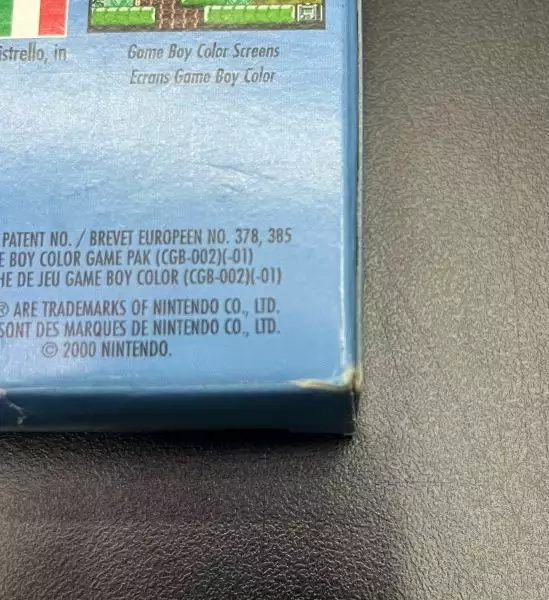 istrello, in
Game Boy Color Screens
Ecrans Game Boy Color
PATENT NO. / BREVET EUROPEEN NO. 378, 385
E BOY COLOR GAME PAK (CGB-002)(-01)
HE DE JEU GAME BOY COLOR (CGB-002)(-01)
® ARE TRADEMARKS OF NINTENDO CO., LTD.
SONT DES MARQUES DE NINTENDO CO., LTD.
© 2000 NINTENDO.